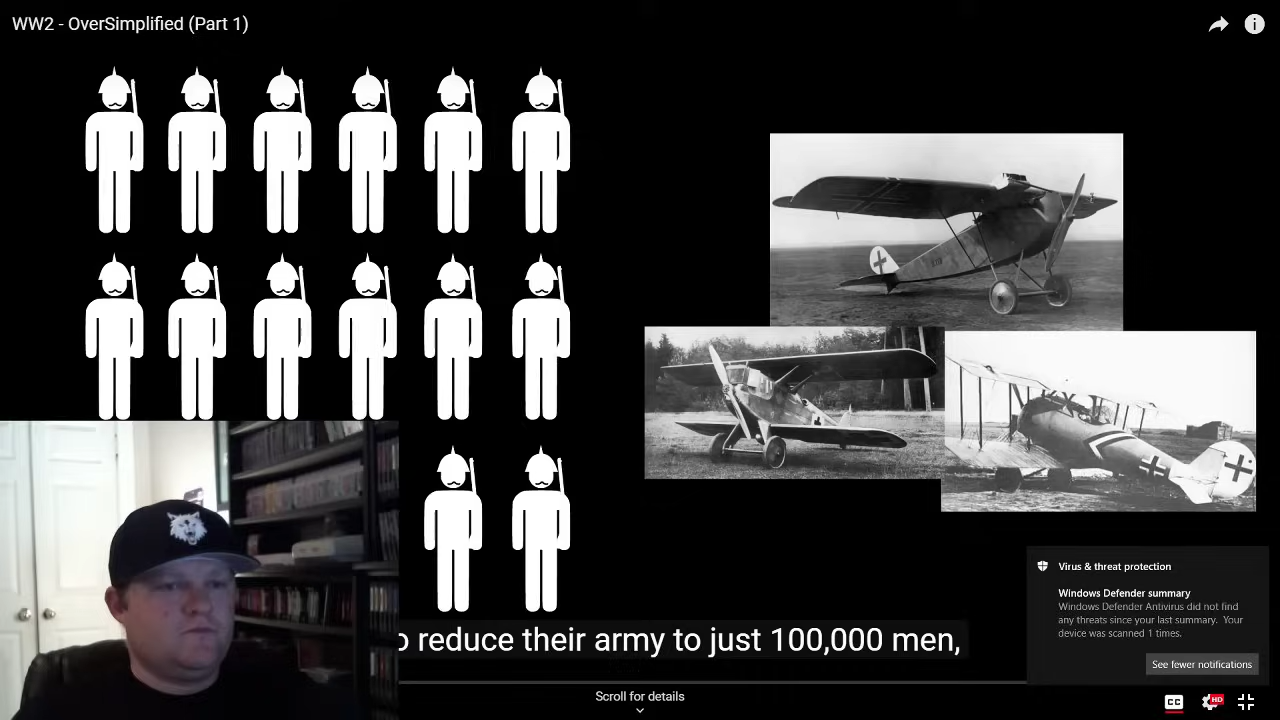 WW2 - OverSimplified (Part 1)
reduce their army to just 100,000 men,
Virus & threat protection
Windows Defender summary
Windows Defender Antivirus did not find
any threats since your last summary. Your
device was scanned 1 times.
See fewer notifications
Scroll for details
CC
HD